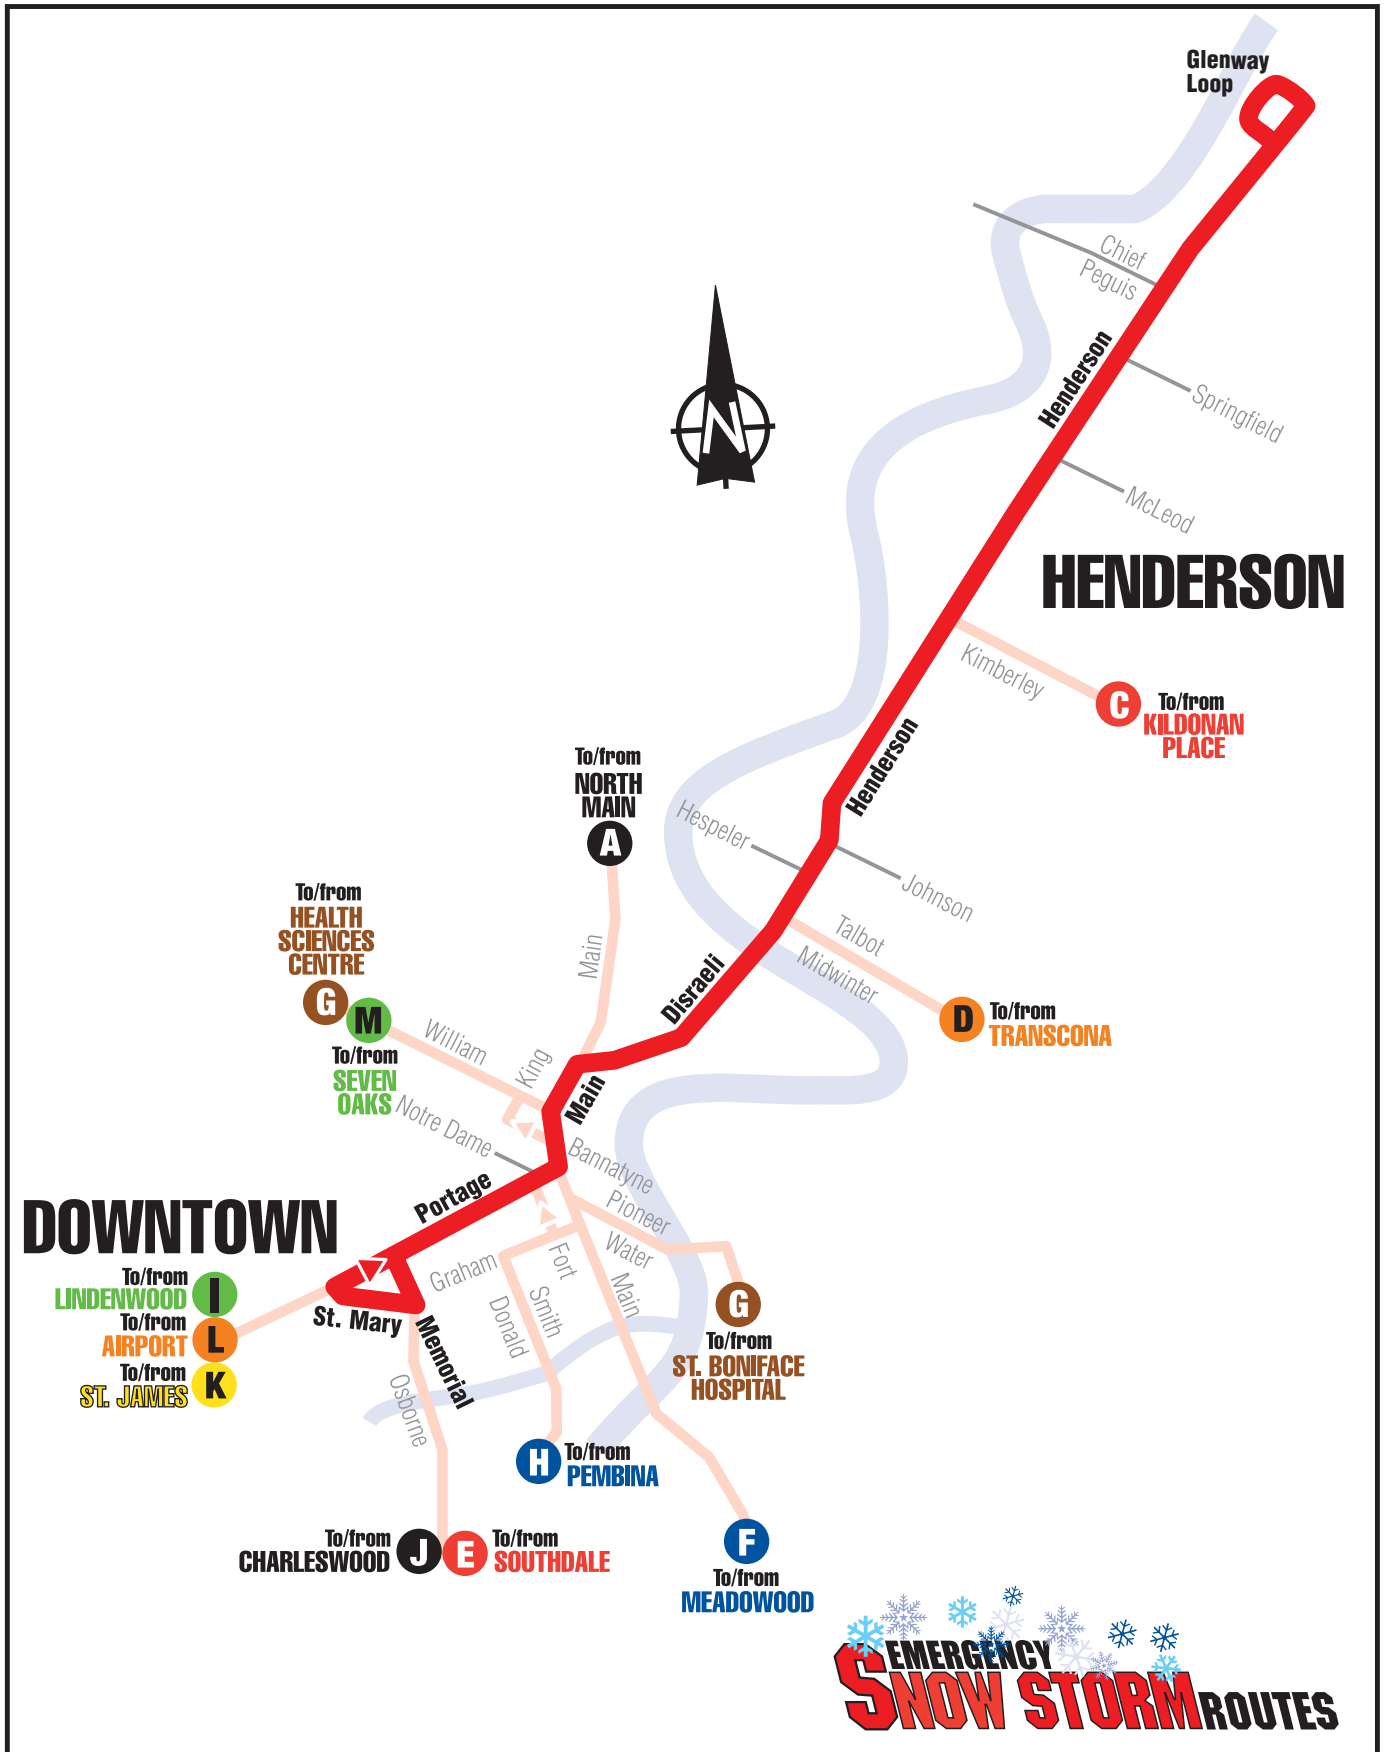 Glenway
Loop
Chief
Peguis
Henderson
Springfield
McLeod
N
HENDERSON
Kimberley
C
To/from
KILDONAN
PLACE
Henderson
To/from
NORTH
MAIN
A
Hespeler
Johnson
To/from
HEALTH
SCIENCES
CENTRE
G
M
To/from
SEVEN
OAKS
Main
Talbot
Midwinter
D
To/from
TRANSCONA
Disraeli
William
King
Main
Notre Dame
Bannatyne
Portage
Pioneer
Water
DOWNTOWN
Graham
Fort
Main
Smith
Donald
To/from
LINDENWOOD
I
To/from
AIRPORT
L
To/from
ST. JAMES
K
St. Mary
Memorial
Osborne
G
To/from
ST. BONIFACE
HOSPITAL
H
To/from
PEMBINA
To/from
CHARLESWOOD
J
E
To/from
SOUTHDALE
F
To/from
MEADOWOOD
EMERGENCY
SNOW STORM ROUTES